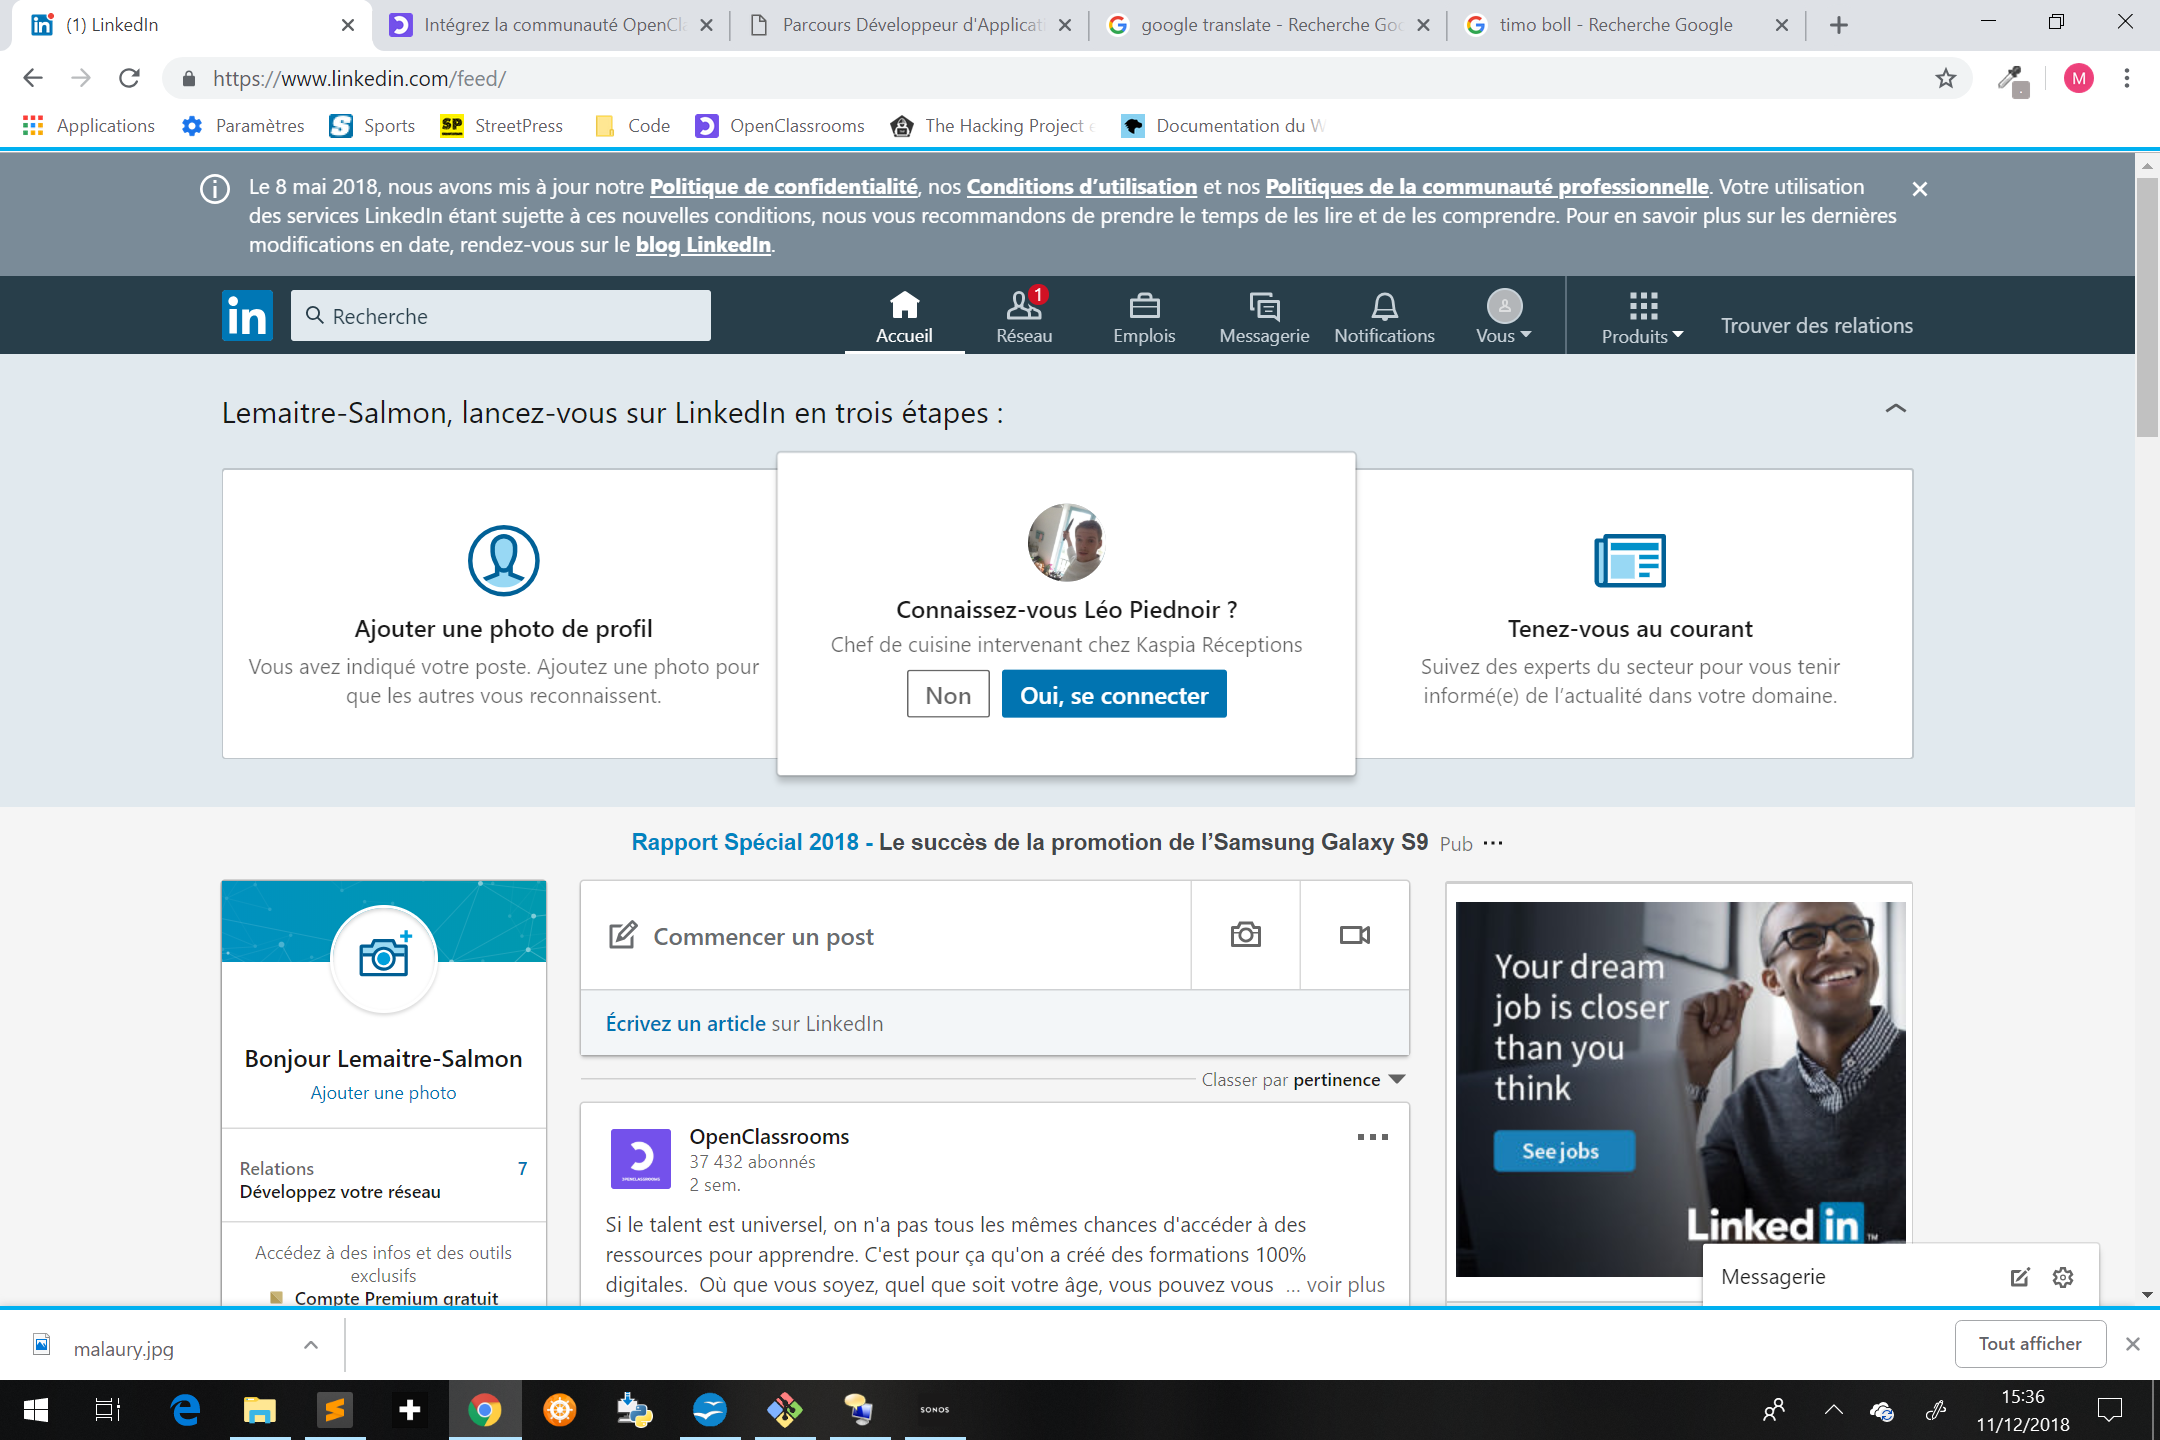 (1) LinkedIn
Intégrez la communauté OpenCla
Parcours Développeur d'Applicati
google translate - Recherche Goo
timo boll - Recherche Google
https://www.linkedin.com/feed/
M
Applications
Paramètres
Sports
SP StreetPress
Code
OpenClassrooms
The Hacking Project e
Documentation du W
Le 8 mai 2018, nous avons mis à jour notre Politique de confidentialité, nos Conditions d’utilisation et nos Politiques de la communauté professionnelle. Votre utilisation
des services LinkedIn étant sujette à ces nouvelles conditions, nous vous recommandons de prendre le temps de les lire et de les comprendre. Pour en savoir plus sur les dernières
modifications en date, rendez-vous sur le blog LinkedIn.
in
Recherche
Accueil
1
Réseau
Emplois
Messagerie
Notifications
Vous
Produits
Trouver des relations
Lemaitre-Salmon, lancez-vous sur LinkedIn en trois étapes :
Ajouter une photo de profil
Vous avez indiqué votre poste. Ajoutez une photo pour
que les autres vous reconnaissent.
Connaissez-vous Léo Piednoir ?
Chef de cuisine intervenant chez Kaspia Réceptions
Non
Oui, se connecter
Tenez-vous au courant
Suivez des experts du secteur pour vous tenir
informé(e) de l’actualité dans votre domaine.
Rapport Spécial 2018 - Le succès de la promotion de l’Samsung Galaxy S9 Pub ···
Bonjour Lemaitre-Salmon
Ajouter une photo
Relations 7
Développez votre réseau
Accédez à des infos et des outils
exclusifs
Compte Premium gratuit
Commencer un post
Écrivez un article sur LinkedIn
Classer par pertinence
OPENCLASSROOMS
OpenClassrooms
37 432 abonnés
2 sem.
Si le talent est universel, on n'a pas tous les mêmes chances d'accéder à des
ressources pour apprendre. C'est pour ça qu'on a créé des formations 100%
digitales. Où que vous soyez, quel que soit votre âge, vous pouvez vous ... voir plus
Your dream
job is closer
than you
think
See jobs
Linked in TM
Messagerie
malaury.jpg
Tout afficher
SONOS
15:36
11/12/2018